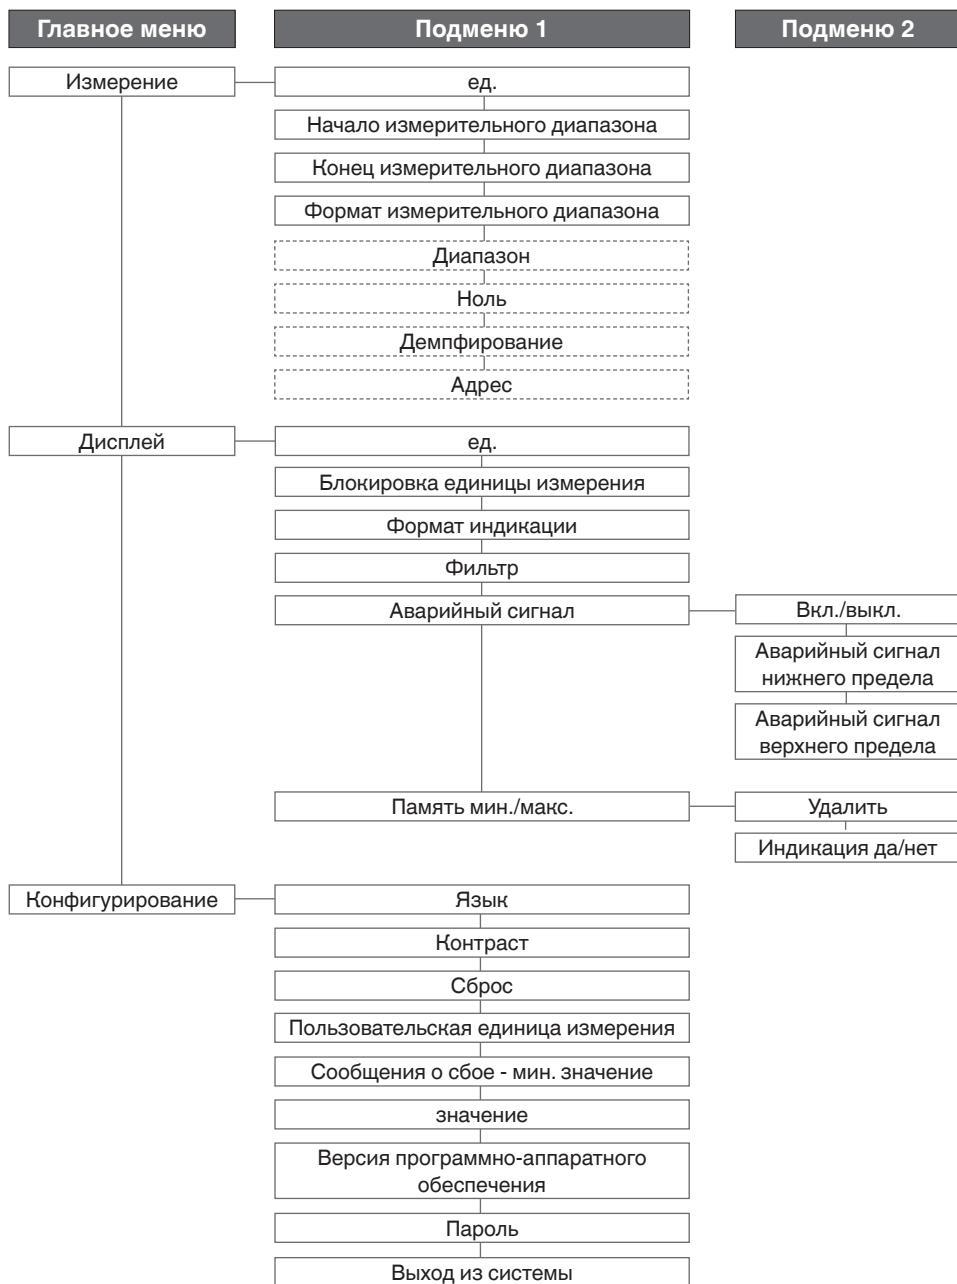 Главное меню
Подменю 1
Подменю 2
Измерение
ед.
Начало измерительного диапазона
Конец измерительного диапазона
Формат измерительного диапазона
Диапазон
Ноль
Демпфирование
Адрес
Дисплей
ед.
Блокировка единицы измерения
Формат индикации
Фильтр
Аварийный сигнал
Вкл./выкл.
Аварийный сигнал
нижнего предела
Аварийный сигнал
верхнего предела
Память мин./макс.
Удалить
Индикация да/нет
Конфигурирование
Язык
Контраст
Сброс
Пользовательская единица измерения
Сообщения о сбое - мин. значение
значение
Версия программно-аппаратного
обеспечения
Пароль
Выход из системы